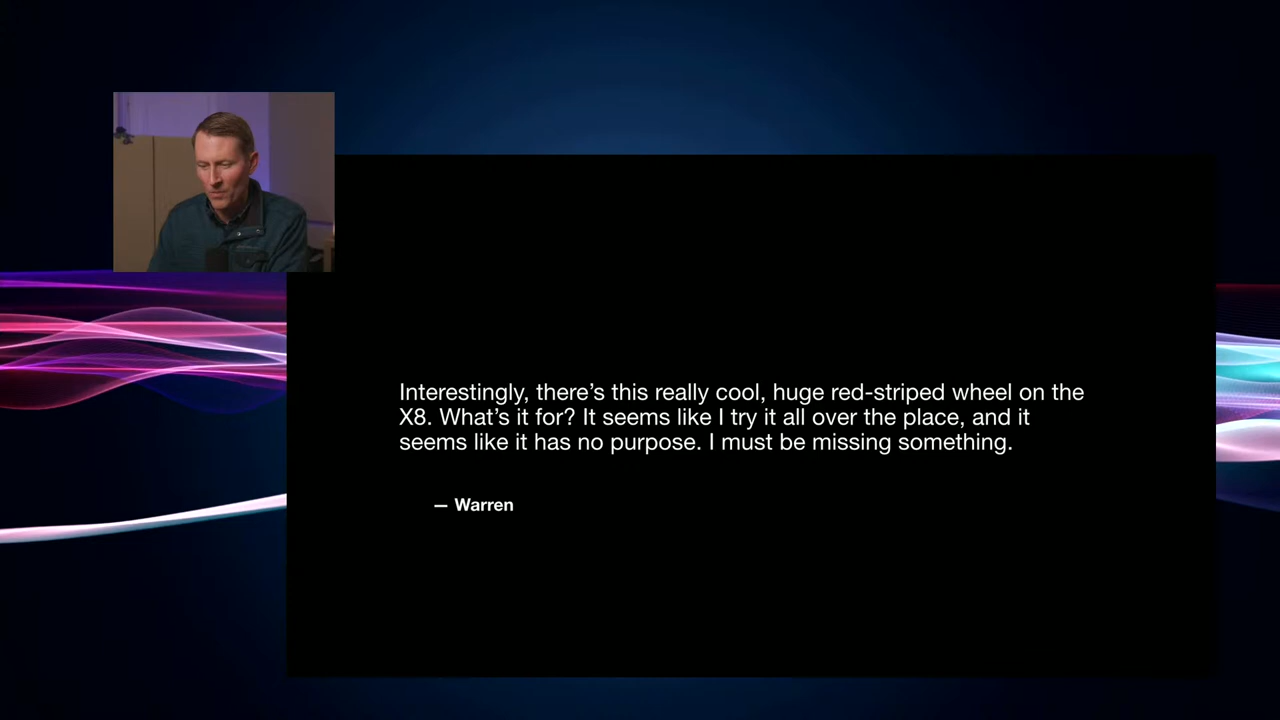 Interestingly, there’s this really cool, huge red-striped wheel on the
X8. What’s it for? It seems like I try it all over the place, and it
seems like it has no purpose. I must be missing something.
— Warren